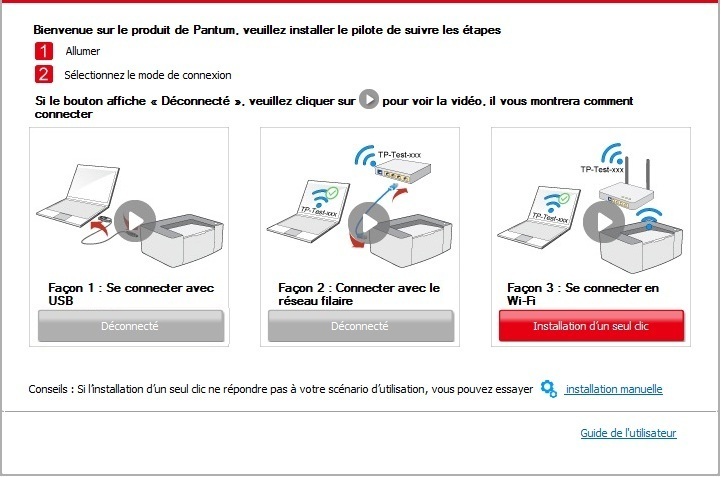 Bienvenue sur le produit de Pantum, veuillez installer le pilote de suivre les étapes
1 Allumer
2 Sélectionnez le mode de connexion
Si le bouton affiche « Déconnecté », veuillez cliquer sur pour voir la vidéo, il vous montrera comment
connecter
TP-Test-xxx
TP-Test-xxx
TP-Test-xxx
TP-Test-xxx
Façon 1 : Se connecter avec
USB
Façon 2 : Connecter avec le
réseau filaire
Façon 3 : Se connecter en
Wi-Fi
Déconnecté
Déconnecté
Installation d’un seul clic
Conseils : Si l’installation d’un seul clic ne répondre pas à votre scénario d’utilisation, vous pouvez essayer installation manuelle
Guide de l'utilisateur